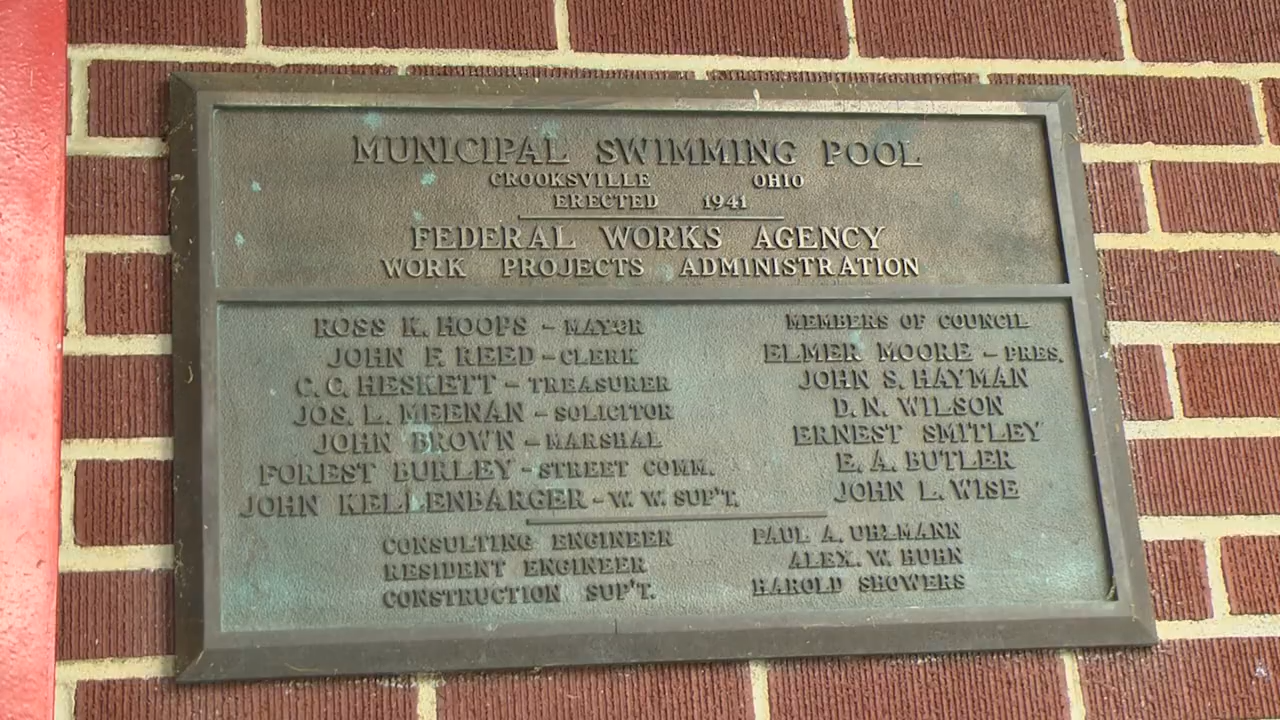 MUNICIPAL SWIMMING POOL
CROOKSVILLE OHIO
ERECTED 1941
FEDERAL WORKS AGENCY
WORK PROJECTS ADMINISTRATION
ROSS K. HOOPS – MAYOR
JOHN F. REED – CLERK
C. C. HESKETT – TREASURER
JOS. L. MEENAN – SOLICITOR
JOHN BROWN – MARSHAL
FOREST BURLEY – STREET COMM.
JOHN KELLENBARGER – W. W. SUP'T.
MEMBERS OF COUNCIL
ELMER MOORE – PRES.
JOHN S. HAYMAN
D. N. WILSON
ERNEST SMITLEY
E. A. BUTLER
JOHN L. WISE
CONSULTING ENGINEER PAUL A. UHLMANN
RESIDENT ENGINEER ALEX. W. HUHN
CONSTRUCTION SUP'T. HAROLD SHOWERS